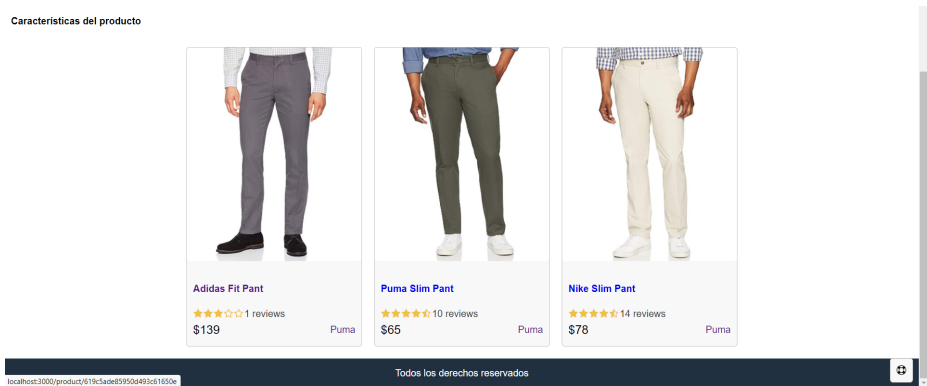 Características del producto
Adidas Fit Pant
1 reviews
$139 Puma
Puma Slim Pant
10 reviews
$65 Puma
Nike Slim Pant
14 reviews
$78 Puma
Todos los derechos reservados
localhost:3000/product/619c5ade85950d493c61650e